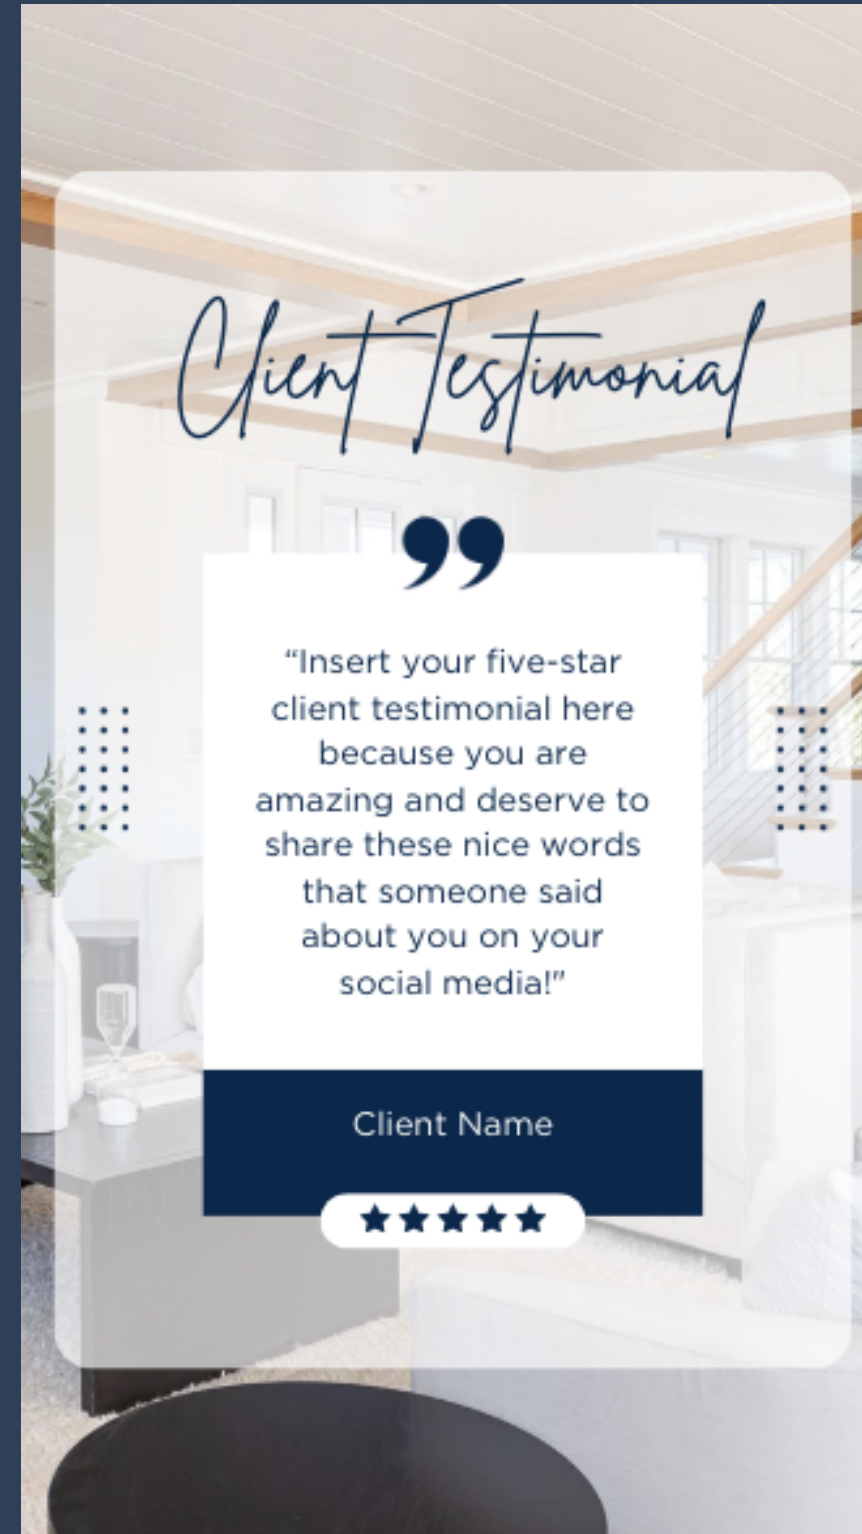 Client Testimonial
”
“Insert your five-star
client testimonial here
because you are
amazing and deserve to
share these nice words
that someone said
about you on your
social media!"
Client Name